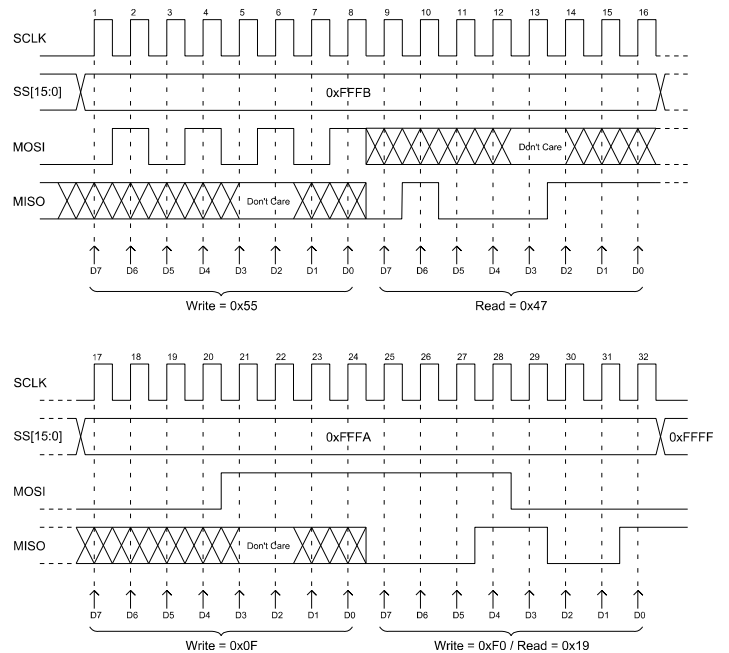 1 2 3 4 5 6 7 8 9 10 11 12 13 14 15 16
SCLK
SS[15:0] 0xFFFB
MOSI Don't Care
MISO Don't Care
D7 D6 D5 D4 D3 D2 D1 D0 D7 D6 D5 D4 D3 D2 D1 D0
Write = 0x55 Read = 0x47
17 18 19 20 21 22 23 24 25 26 27 28 29 30 31 32
SCLK
SS[15:0] 0xFFFA 0xFFFF
MOSI
MISO Don't Care
D7 D6 D5 D4 D3 D2 D1 D0 D7 D6 D5 D4 D3 D2 D1 D0
Write = 0x0F Write = 0xF0 / Read = 0x19